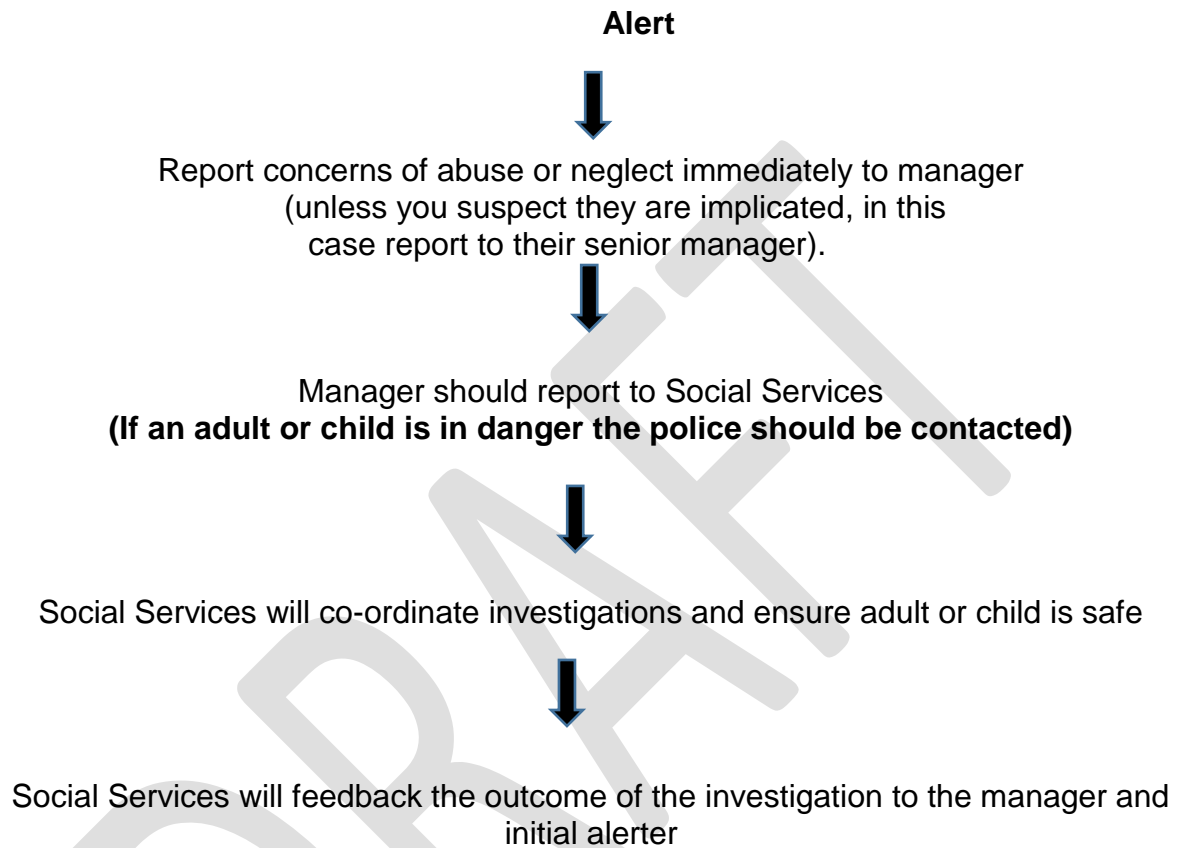 Alert
Report concerns of abuse or neglect immediately to manager
(unless you suspect they are implicated, in this
case report to their senior manager).
Manager should report to Social Services
(If an adult or child is in danger the police should be contacted)
Social Services will co-ordinate investigations and ensure adult or child is safe
Social Services will feedback the outcome of the investigation to the manager and
initial alerter
DRAFT